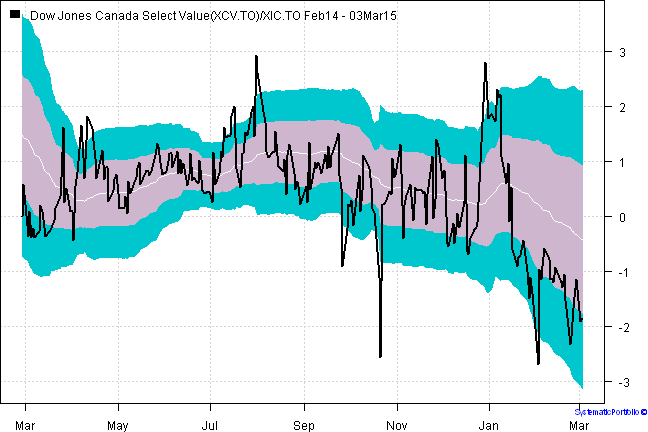 Dow Jones Canada Select Value(XCV.TO)/XIC.TO Feb14 - 03Mar15
3
2
1
0
-1
-2
-3
Mar May Jul Sep Nov Jan Mar
SystematicPortfolio ©